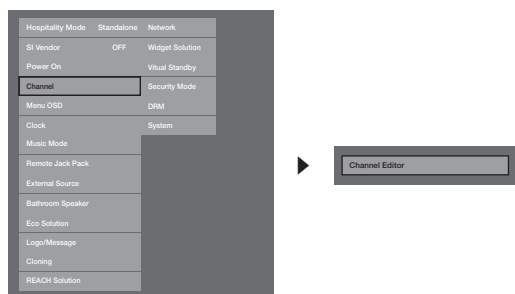 Hospitality Mode Standalone Network
SI Vendor OFF Widget Solution
Power On Vitual Standby
Channel Security Mode
Menu OSD DRM
Clock System
Music Mode
Remote Jack Pack
External Source
Bathroom Speaker
Eco Solution
Logo/Message
Cloning
REACH Solution
Channel Editor